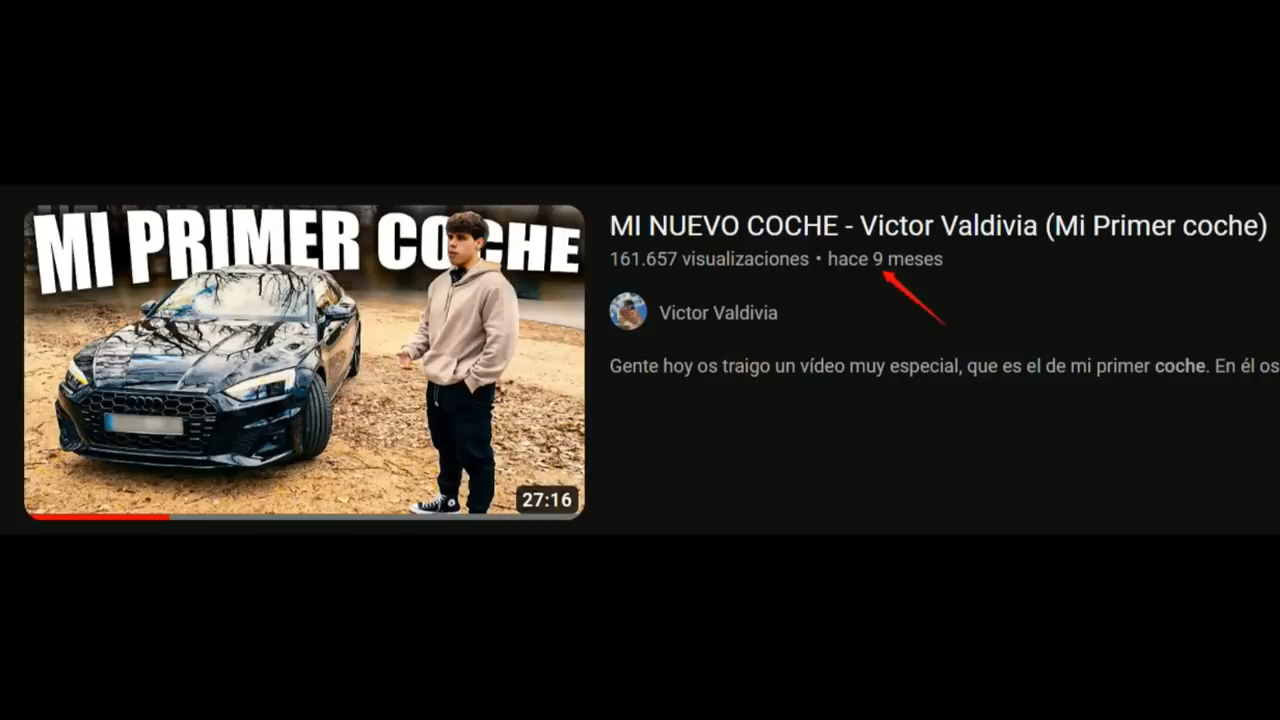 MI PRIMER COCHE
27:16
MI NUEVO COCHE - Victor Valdivia (Mi Primer coche)
161.657 visualizaciones • hace 9 meses
Victor Valdivia
Gente hoy os traigo un vídeo muy especial, que es el de mi primer coche. En él os